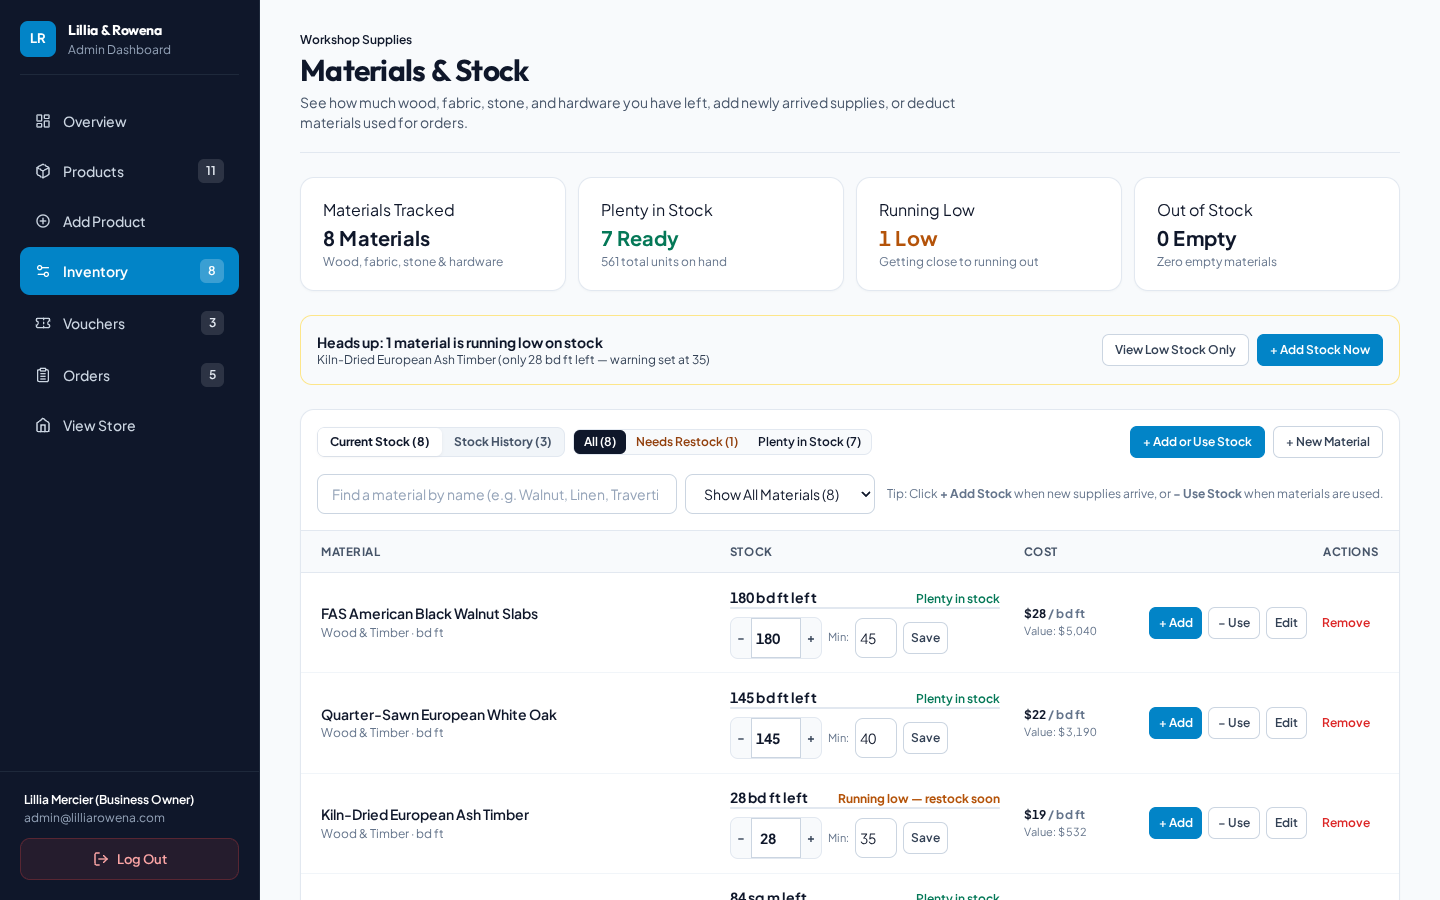 LR
Lillia & Rowena
Admin Dashboard
Overview
Products 11
Add Product
Inventory 8
Vouchers 3
Orders 5
View Store
Lillia Mercier (Business Owner)
admin@lilliarowena.com
Log Out
Workshop Supplies
Materials & Stock
See how much wood, fabric, stone, and hardware you have left, add newly arrived supplies, or deduct
materials used for orders.
Materials Tracked
8 Materials
Wood, fabric, stone & hardware
Plenty in Stock
7 Ready
561 total units on hand
Running Low
1 Low
Getting close to running out
Out of Stock
0 Empty
Zero empty materials
Heads up: 1 material is running low on stock
Kiln-Dried European Ash Timber (only 28 bd ft left — warning set at 35)
View Low Stock Only
+ Add Stock Now
Current Stock (8) Stock History (3) All (8) Needs Restock (1) Plenty in Stock (7)
+ Add or Use Stock + New Material
Find a material by name (e.g. Walnut, Linen, Traverti
Show All Materials (8)
Tip: Click + Add Stock when new supplies arrive, or − Use Stock when materials are used.
MATERIAL STOCK COST ACTIONS
FAS American Black Walnut Slabs
Wood & Timber · bd ft
180 bd ft left Plenty in stock
− 180 + Min: 45 Save
$28 / bd ft
Value: $5,040
+ Add − Use Edit Remove
Quarter-Sawn European White Oak
Wood & Timber · bd ft
145 bd ft left Plenty in stock
− 145 + Min: 40 Save
$22 / bd ft
Value: $3,190
+ Add − Use Edit Remove
Kiln-Dried European Ash Timber
Wood & Timber · bd ft
28 bd ft left Running low — restock soon
− 28 + Min: 35 Save
$19 / bd ft
Value: $532
+ Add − Use Edit Remove
84 sq m left Plenty in stock